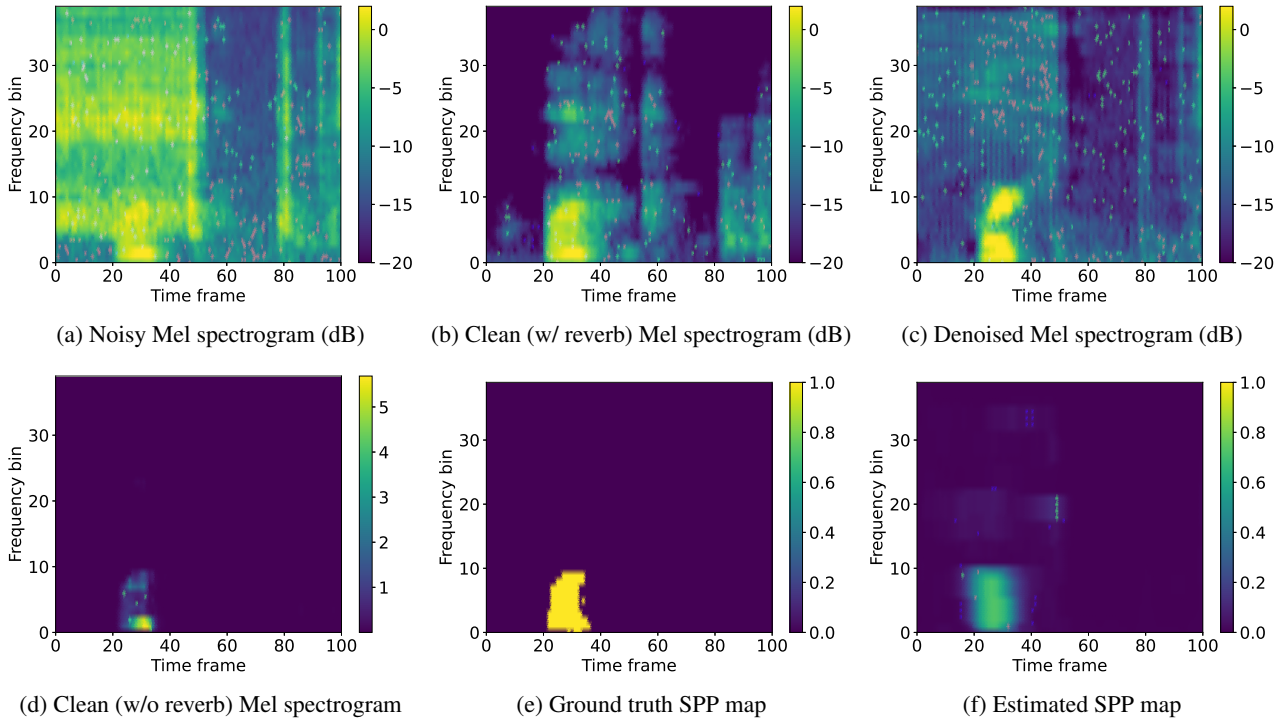 Frequency bin
30
20
10
0
0 20 40 60 80 100
Time frame
0
−5
−10
−15
−20
(a) Noisy Mel spectrogram (dB)
Frequency bin
30
20
10
0
0 20 40 60 80 100
Time frame
0
−5
−10
−15
−20
(b) Clean (w/ reverb) Mel spectrogram (dB)
Frequency bin
30
20
10
0
0 20 40 60 80 100
Time frame
0
−5
−10
−15
−20
(c) Denoised Mel spectrogram (dB)
Frequency bin
30
20
10
0
0 20 40 60 80 100
Time frame
5
4
3
2
1
(d) Clean (w/o reverb) Mel spectrogram
Frequency bin
30
20
10
0
0 20 40 60 80 100
Time frame
1.0
0.8
0.6
0.4
0.2
0.0
(e) Ground truth SPP map
Frequency bin
30
20
10
0
0 20 40 60 80 100
Time frame
1.0
0.8
0.6
0.4
0.2
0.0
(f) Estimated SPP map